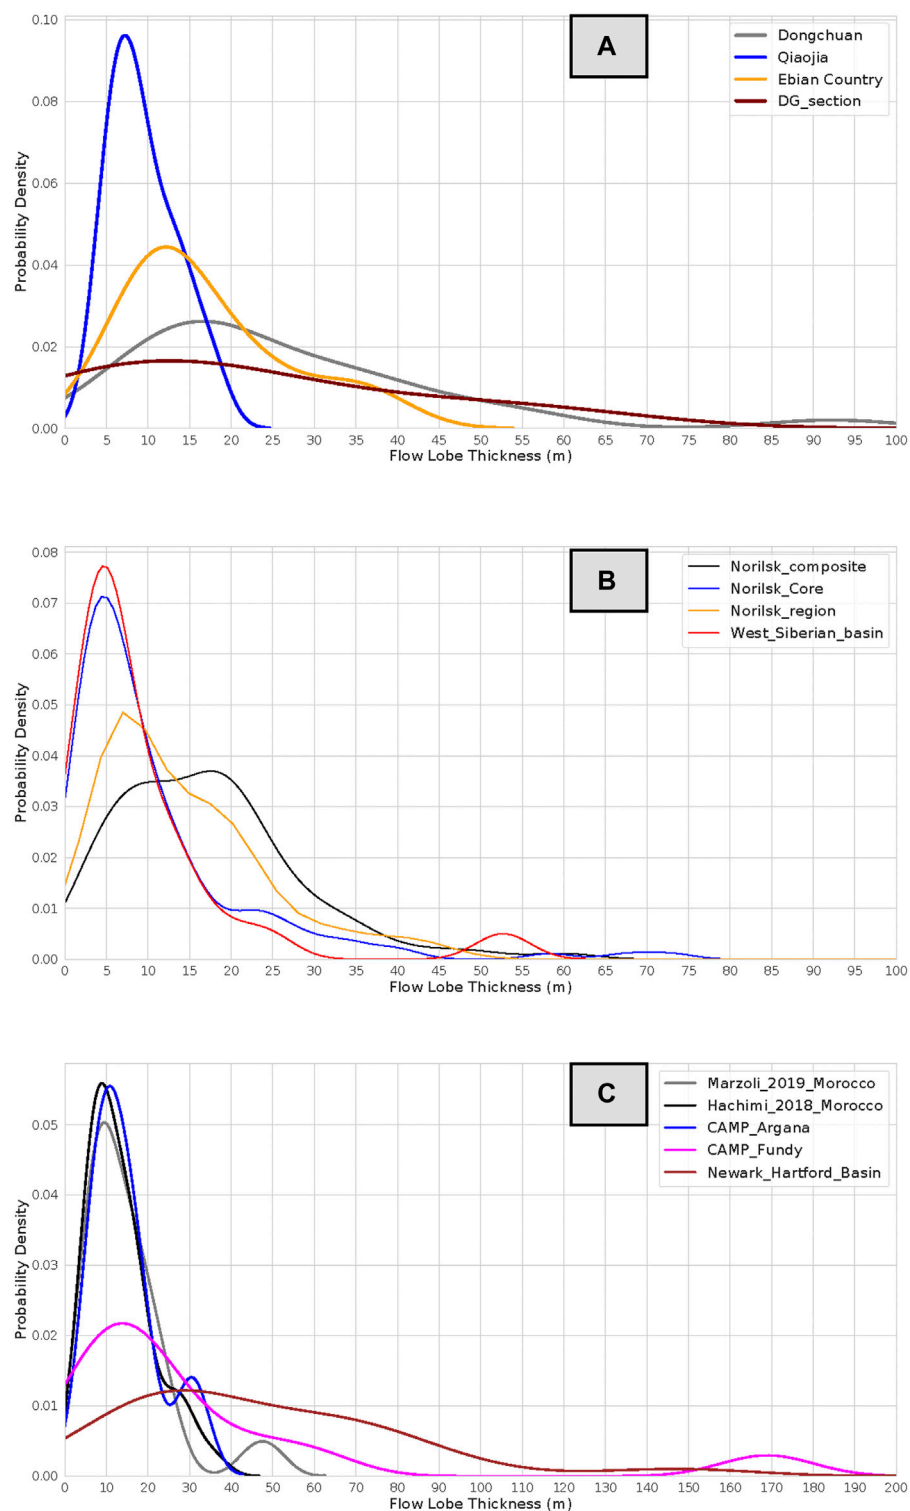 A
Dongchuan
Qiaojia
Ebian Country
DG_section
Probability Density
0.10
0.08
0.06
0.04
0.02
0.00
0 5 10 15 20 25 30 35 40 45 50 55 60 65 70 75 80 85 90 95 100
Flow Lobe Thickness (m)
B
Norilsk_composite
Norilsk_Core
Norilsk_region
West_Siberian_basin
Probability Density
0.08
0.07
0.06
0.05
0.04
0.03
0.02
0.01
0.00
0 5 10 15 20 25 30 35 40 45 50 55 60 65 70 75 80 85 90 95 100
Flow Lobe Thickness (m)
C
Marzoli_2019_Morocco
Hachimi_2018_Morocco
CAMP_Argana
CAMP_Fundy
Newark_Hartford_Basin
Probability Density
0.05
0.04
0.03
0.02
0.01
0.00
0 10 20 30 40 50 60 70 80 90 100 110 120 130 140 150 160 170 180 190 200
Flow Lobe Thickness (m)